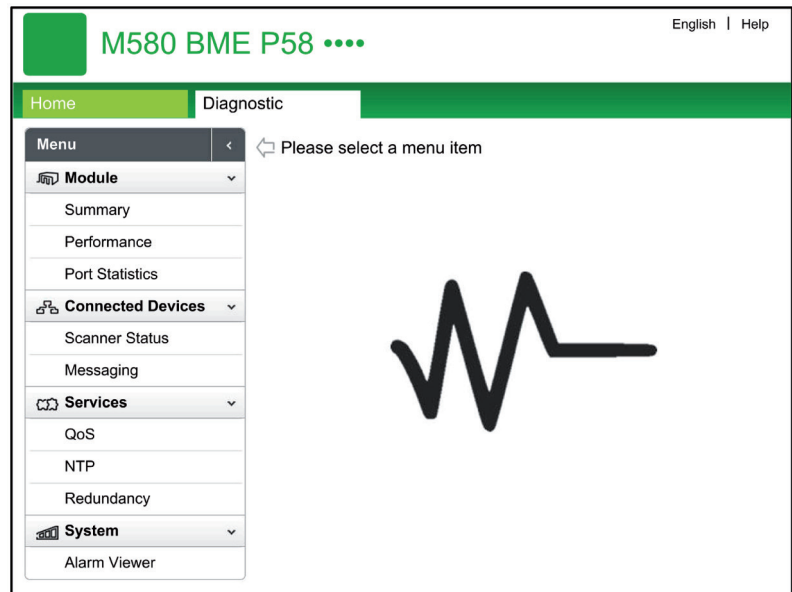 M580 BME P58 ••••
English | Help
Home
Diagnostic
Menu
Please select a menu item
Module
Summary
Performance
Port Statistics
Connected Devices
Scanner Status
Messaging
Services
QoS
NTP
Redundancy
System
Alarm Viewer